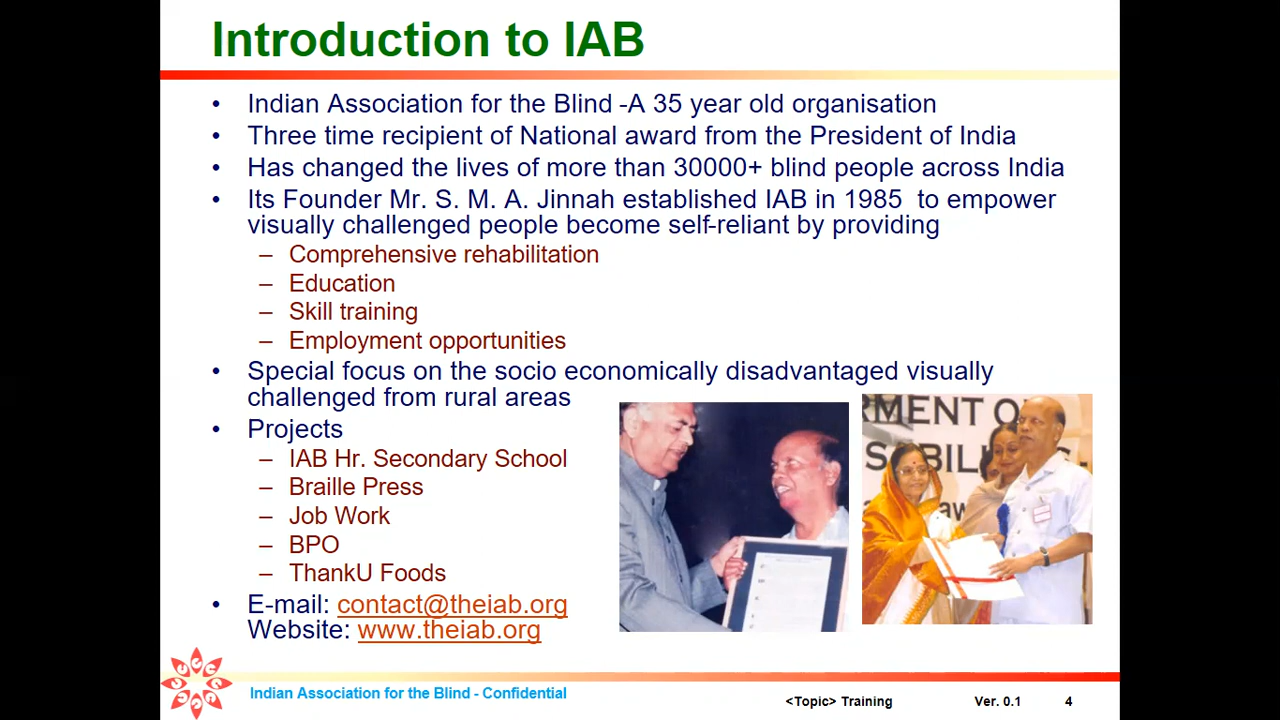 Introduction to IAB
• Indian Association for the Blind -A 35 year old organisation
• Three time recipient of National award from the President of India
• Has changed the lives of more than 30000+ blind people across India
• Its Founder Mr. S. M. A. Jinnah established IAB in 1985 to empower
visually challenged people become self-reliant by providing
– Comprehensive rehabilitation
– Education
– Skill training
– Employment opportunities
• Special focus on the socio economically disadvantaged visually
challenged from rural areas
• Projects
– IAB Hr. Secondary School
– Braille Press
– Job Work
– BPO
– ThankU Foods
• E-mail: contact@theiab.org
Website: www.theiab.org
Indian Association for the Blind - Confidential
<Topic> Training
Ver. 0.1
4